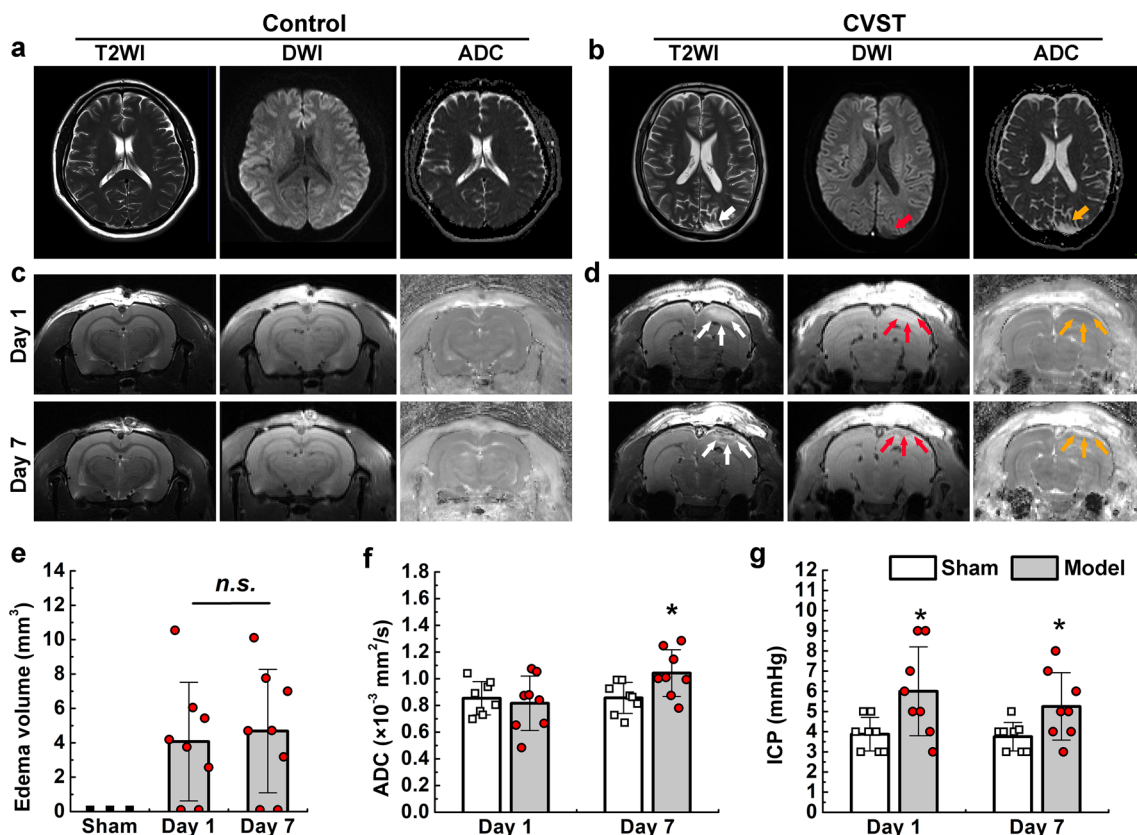 Control
CVST
a
T2WI
DWI
ADC
b
T2WI
DWI
ADC
c
d
Day 1
Day 7
e
Edema volume (mm³)
14
12
10
8
6
4
2
0
n.s.
Sham
Day 1
Day 7
f
ADC (×10⁻³ mm²/s)
1.8
1.6
1.4
1.2
1.0
0.8
0.6
0.4
0.2
0.0
*
Day 1
Day 7
g
Sham
Model
ICP (mmHg)
12
11
10
9
8
7
6
5
4
3
2
1
0
*
*
Day 1
Day 7